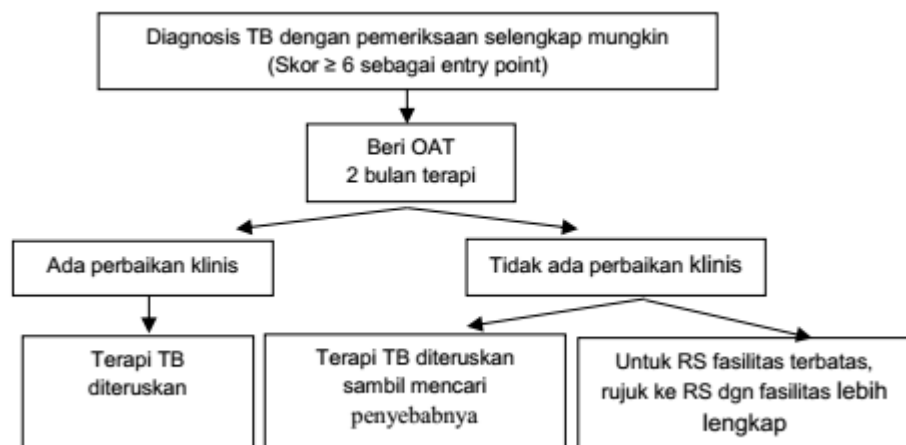 Diagnosis TB dengan pemeriksaan selengkap mungkin
(Skor ≥ 6 sebagai entry point)
Beri OAT
2 bulan terapi
Ada perbaikan klinis
Tidak ada perbaikan klinis
Terapi TB
diteruskan
Terapi TB diteruskan
sambil mencari
penyebabnya
Untuk RS fasilitas terbatas,
rujuk ke RS dgn fasilitas lebih
lengkap